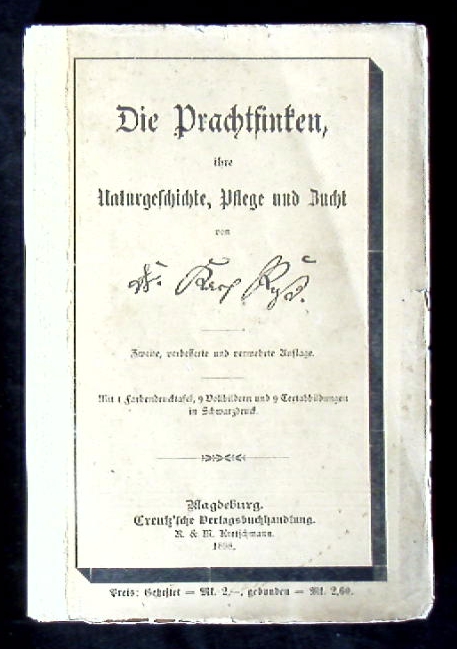 Die Prachtfinken,
ihre
Naturgeschichte, Pflege und Zucht
von
Dr. Karl Ruß.
Zweite, verbesserte und vermehrte Auflage.
Mit 1 Farbendrucktafel, 9 Vollbildern und 9 Textabbildungen
in Schwarzdruck.
Magdeburg.
Creutz'sche Verlagsbuchhandlung.
R. & M. Kretschmann.
Preis: Geheftet = Mk. 2,—, gebunden = Mk. 2,60.